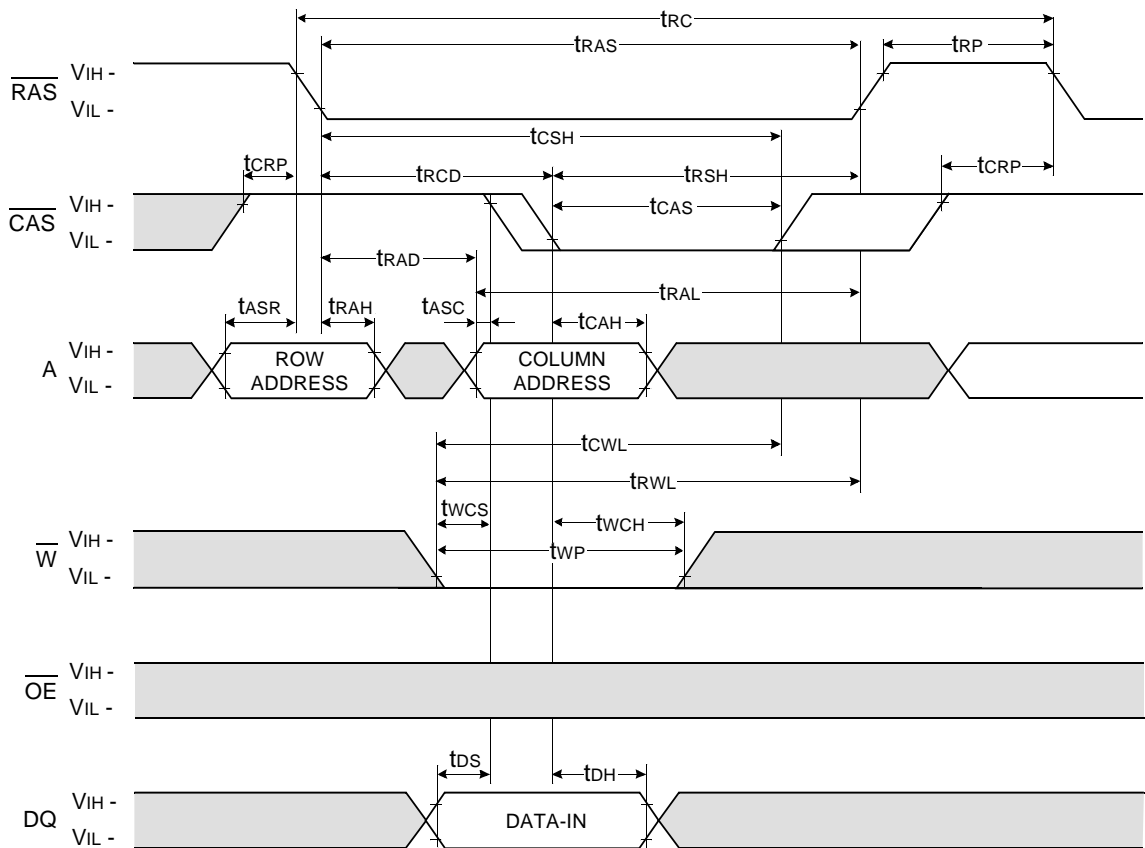 tRC
tRAS
tRP
RAS
VIH -
VIL -
tCSH
tCRP
tRCD
tRSH
tCRP
CAS
VIH -
VIL -
tCAS
tRAD
tRAL
tASR
tRAH
tASC
tCAH
A
VIH -
VIL -
ROW
ADDRESS
COLUMN
ADDRESS
tCWL
tRWL
tWCS
tWCH
W
VIH -
VIL -
tWP
OE
VIH -
VIL -
tDS
tDH
DQ
VIH -
VIL -
DATA-IN